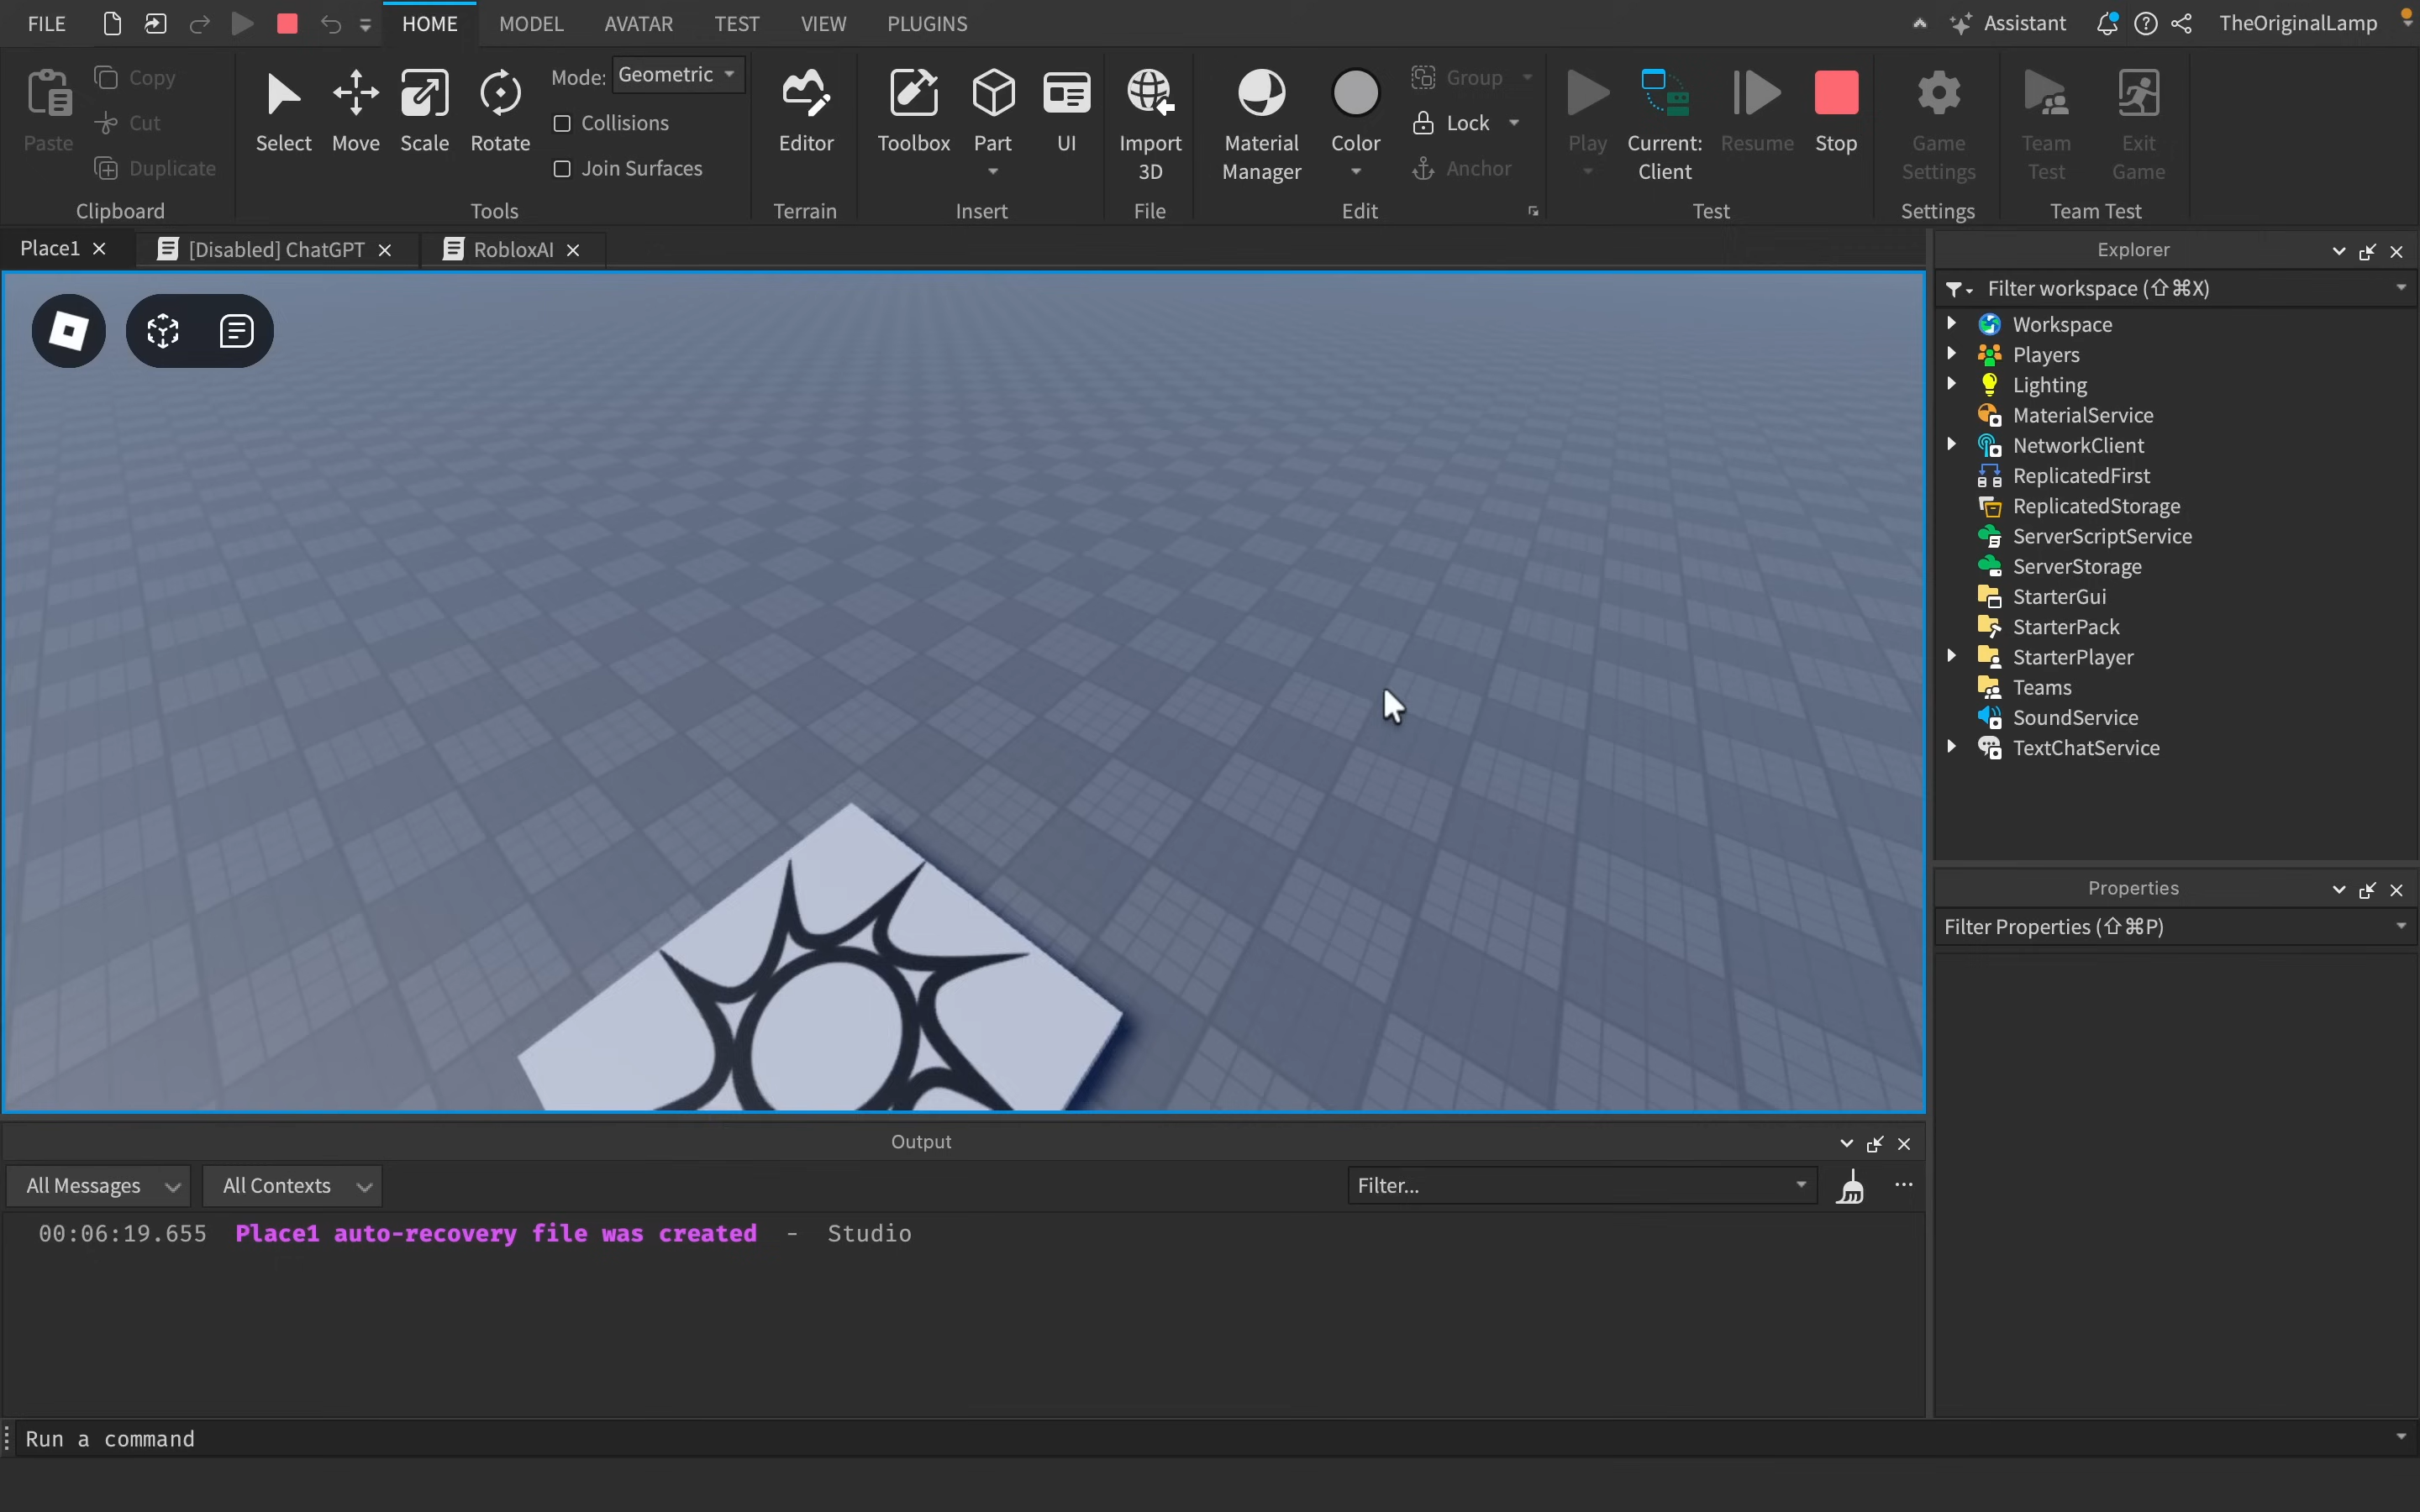 FILE HOME MODEL AVATAR TEST VIEW PLUGINS Assistant TheOriginalLamp
Paste Copy Cut Duplicate Clipboard
Select Move Scale Rotate Mode: Geometric Collisions Join Surfaces Tools
Editor Terrain
Toolbox Part UI Insert
Import 3D File
Material Manager Color Group Lock Anchor Edit
Play Current: Client Resume Stop Test
Game Settings Settings
Team Test Exit Game Team Test
Place1 [Disabled] ChatGPT RobloxAI
Explorer
Filter workspace (⇧⌘X)
Workspace
Players
Lighting
MaterialService
NetworkClient
ReplicatedFirst
ReplicatedStorage
ServerScriptService
ServerStorage
StarterGui
StarterPack
StarterPlayer
Teams
SoundService
TextChatService
Properties
Filter Properties (⇧⌘P)
Output
All Messages All Contexts Filter...
00:06:19.655 Place1 auto-recovery file was created - Studio
Run a command